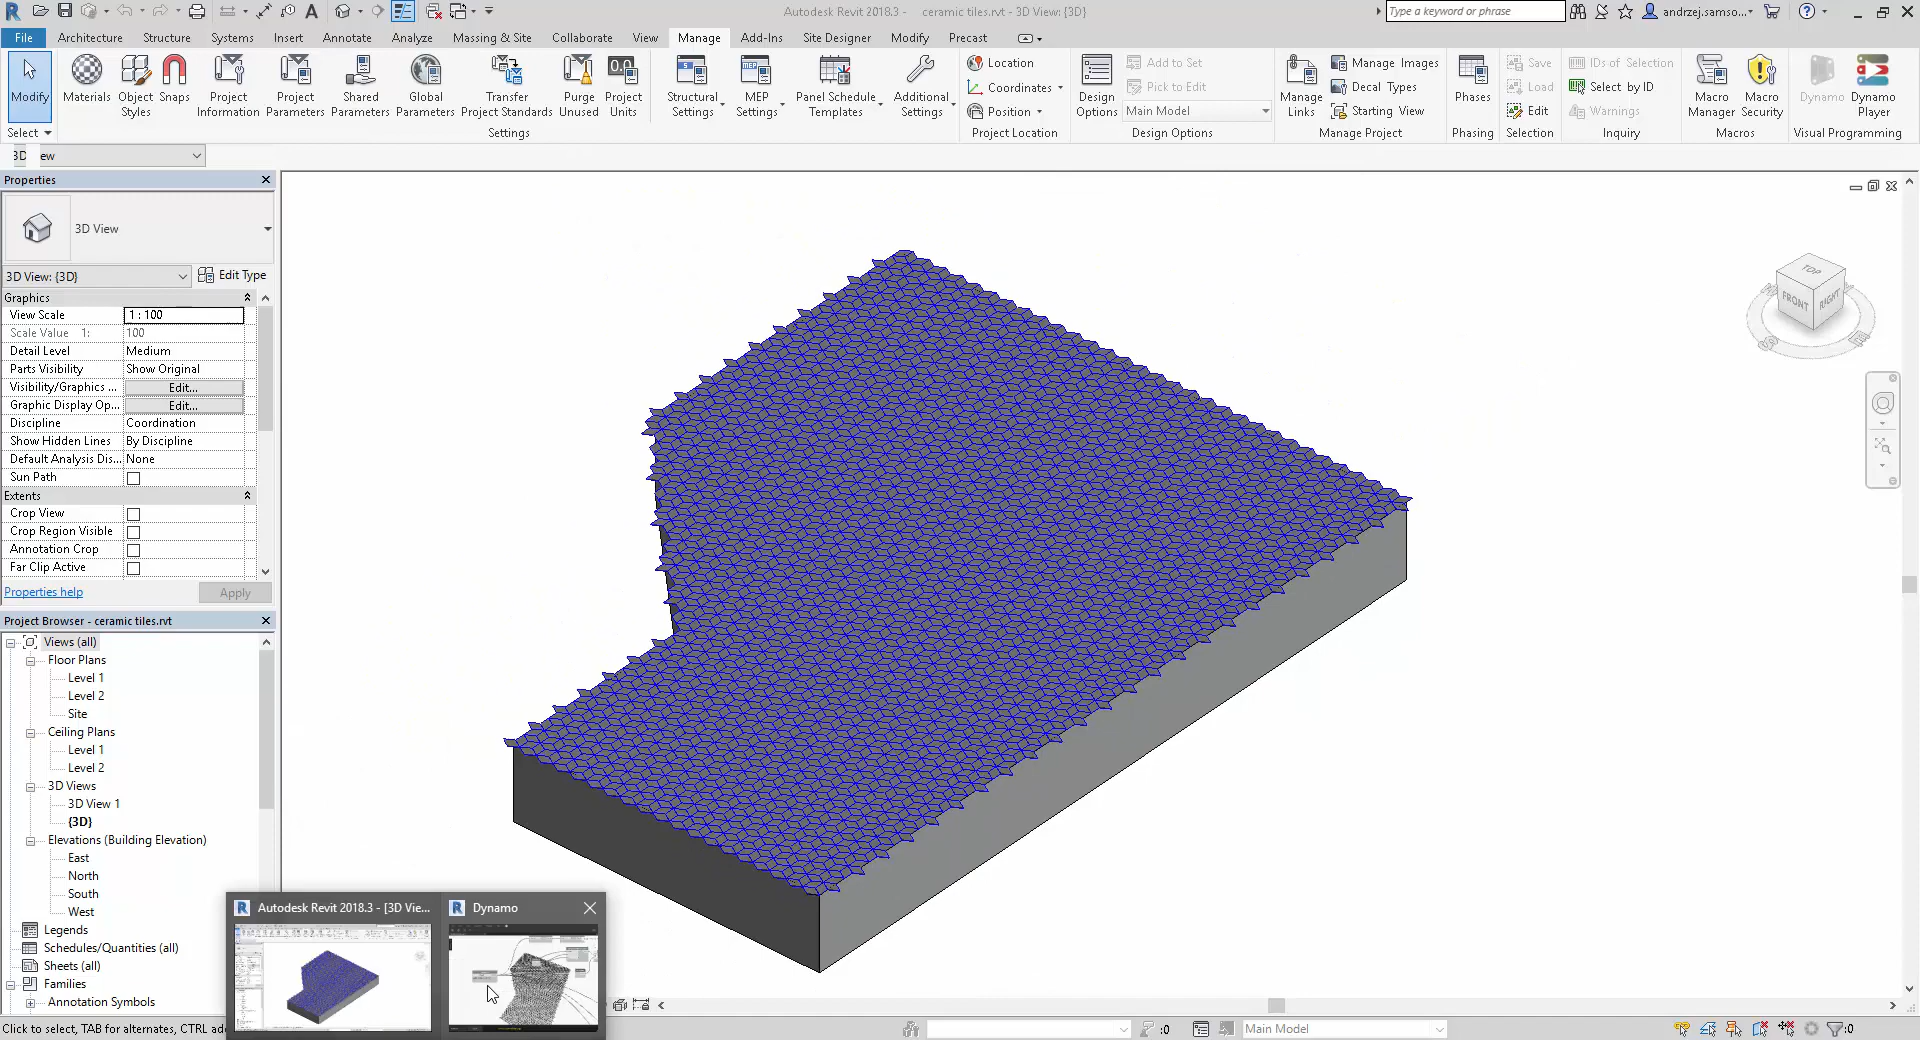 Autodesk Revit 2018.3 -    ceramic tiles.rvt - 3D View: {3D}
Type a keyword or phrase
andrzej.samso...
File Architecture Structure Systems Insert Annotate Analyze Massing & Site Collaborate View Manage Add-Ins Site Designer Modify Precast
Modify
Materials
Object Styles
Snaps
Project Information
Project Parameters
Shared Parameters
Global Parameters
Transfer Project Standards
Purge Unused
Project Units
Structural Settings
MEP Settings
Panel Schedule Templates
Additional Settings
Location
Coordinates
Position
Design Options
Add to Set
Pick to Edit
Main Model
Manage Links
Manage Images
Decal Types
Starting View
Phases
Save
Load
Edit
IDs of Selection
Select by ID
Warnings
Macro Manager
Macro Security
Dynamo
Dynamo Player
Select
Settings
Project Location
Design Options
Manage Project
Phasing
Selection
Inquiry
Macros
Visual Programming
Properties
3D View
3D View: {3D}
Edit Type
Graphics
View Scale 1 : 100
Scale Value 1: 100
Detail Level Medium
Parts Visibility Show Original
Visibility/Graphics ... Edit...
Graphic Display Op... Edit...
Discipline Coordination
Show Hidden Lines By Discipline
Default Analysis Dis... None
Sun Path
Extents
Crop View
Crop Region Visible
Annotation Crop
Far Clip Active
Properties help
Apply
Project Browser - ceramic tiles.rvt
Views (all)
Floor Plans
Level 1
Level 2
Site
Ceiling Plans
Level 1
Level 2
3D Views
3D View 1
{3D}
Elevations (Building Elevation)
East
North
South
West
Legends
Schedules/Quantities (all)
Sheets (all)
Families
Annotation Symbols
TOP
FRONT
RIGHT
Autodesk Revit 2018.3 - [3D Vie...
Dynamo
Click to select, TAB for alternates, CTRL add
:0
Main Model
:0